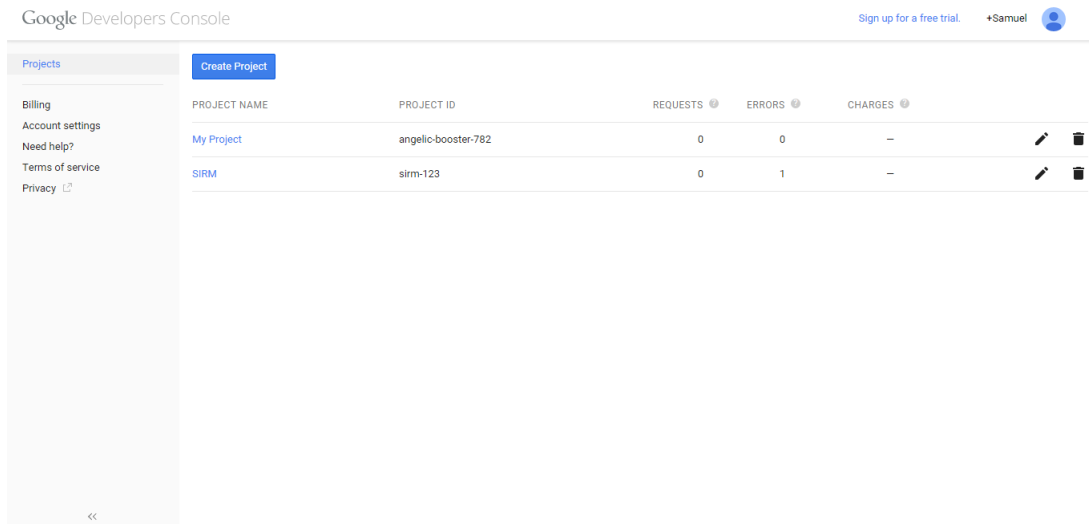 Google Developers Console Sign up for a free trial. +Samuel
Projects
Billing
Account settings
Need help?
Terms of service
Privacy
Create Project
PROJECT NAME PROJECT ID REQUESTS ? ERRORS ? CHARGES ?
My Project angelic-booster-782 0 0 —
SIRM sirm-123 0 1 —
<<